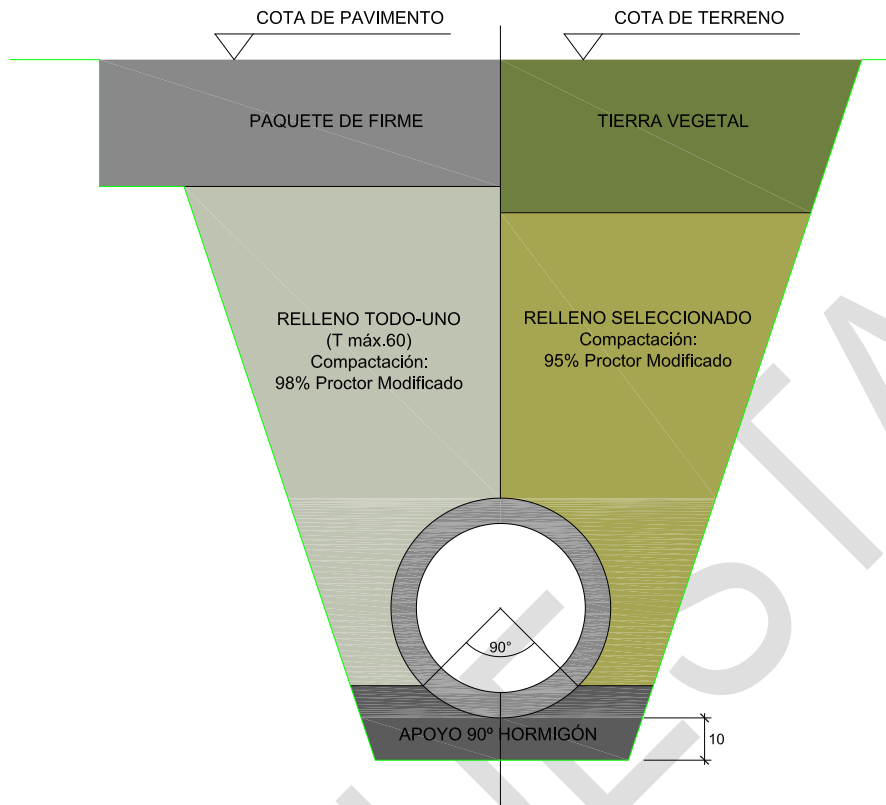 COTA DE PAVIMENTO
COTA DE TERRENO
PAQUETE DE FIRME
TIERRA VEGETAL
RELLENO TODO-UNO
(T máx.60)
Compactación:
98% Proctor Modificado
RELLENO SELECCIONADO
Compactación:
95% Proctor Modificado
90°
APOYO 90º HORMIGÓN
10